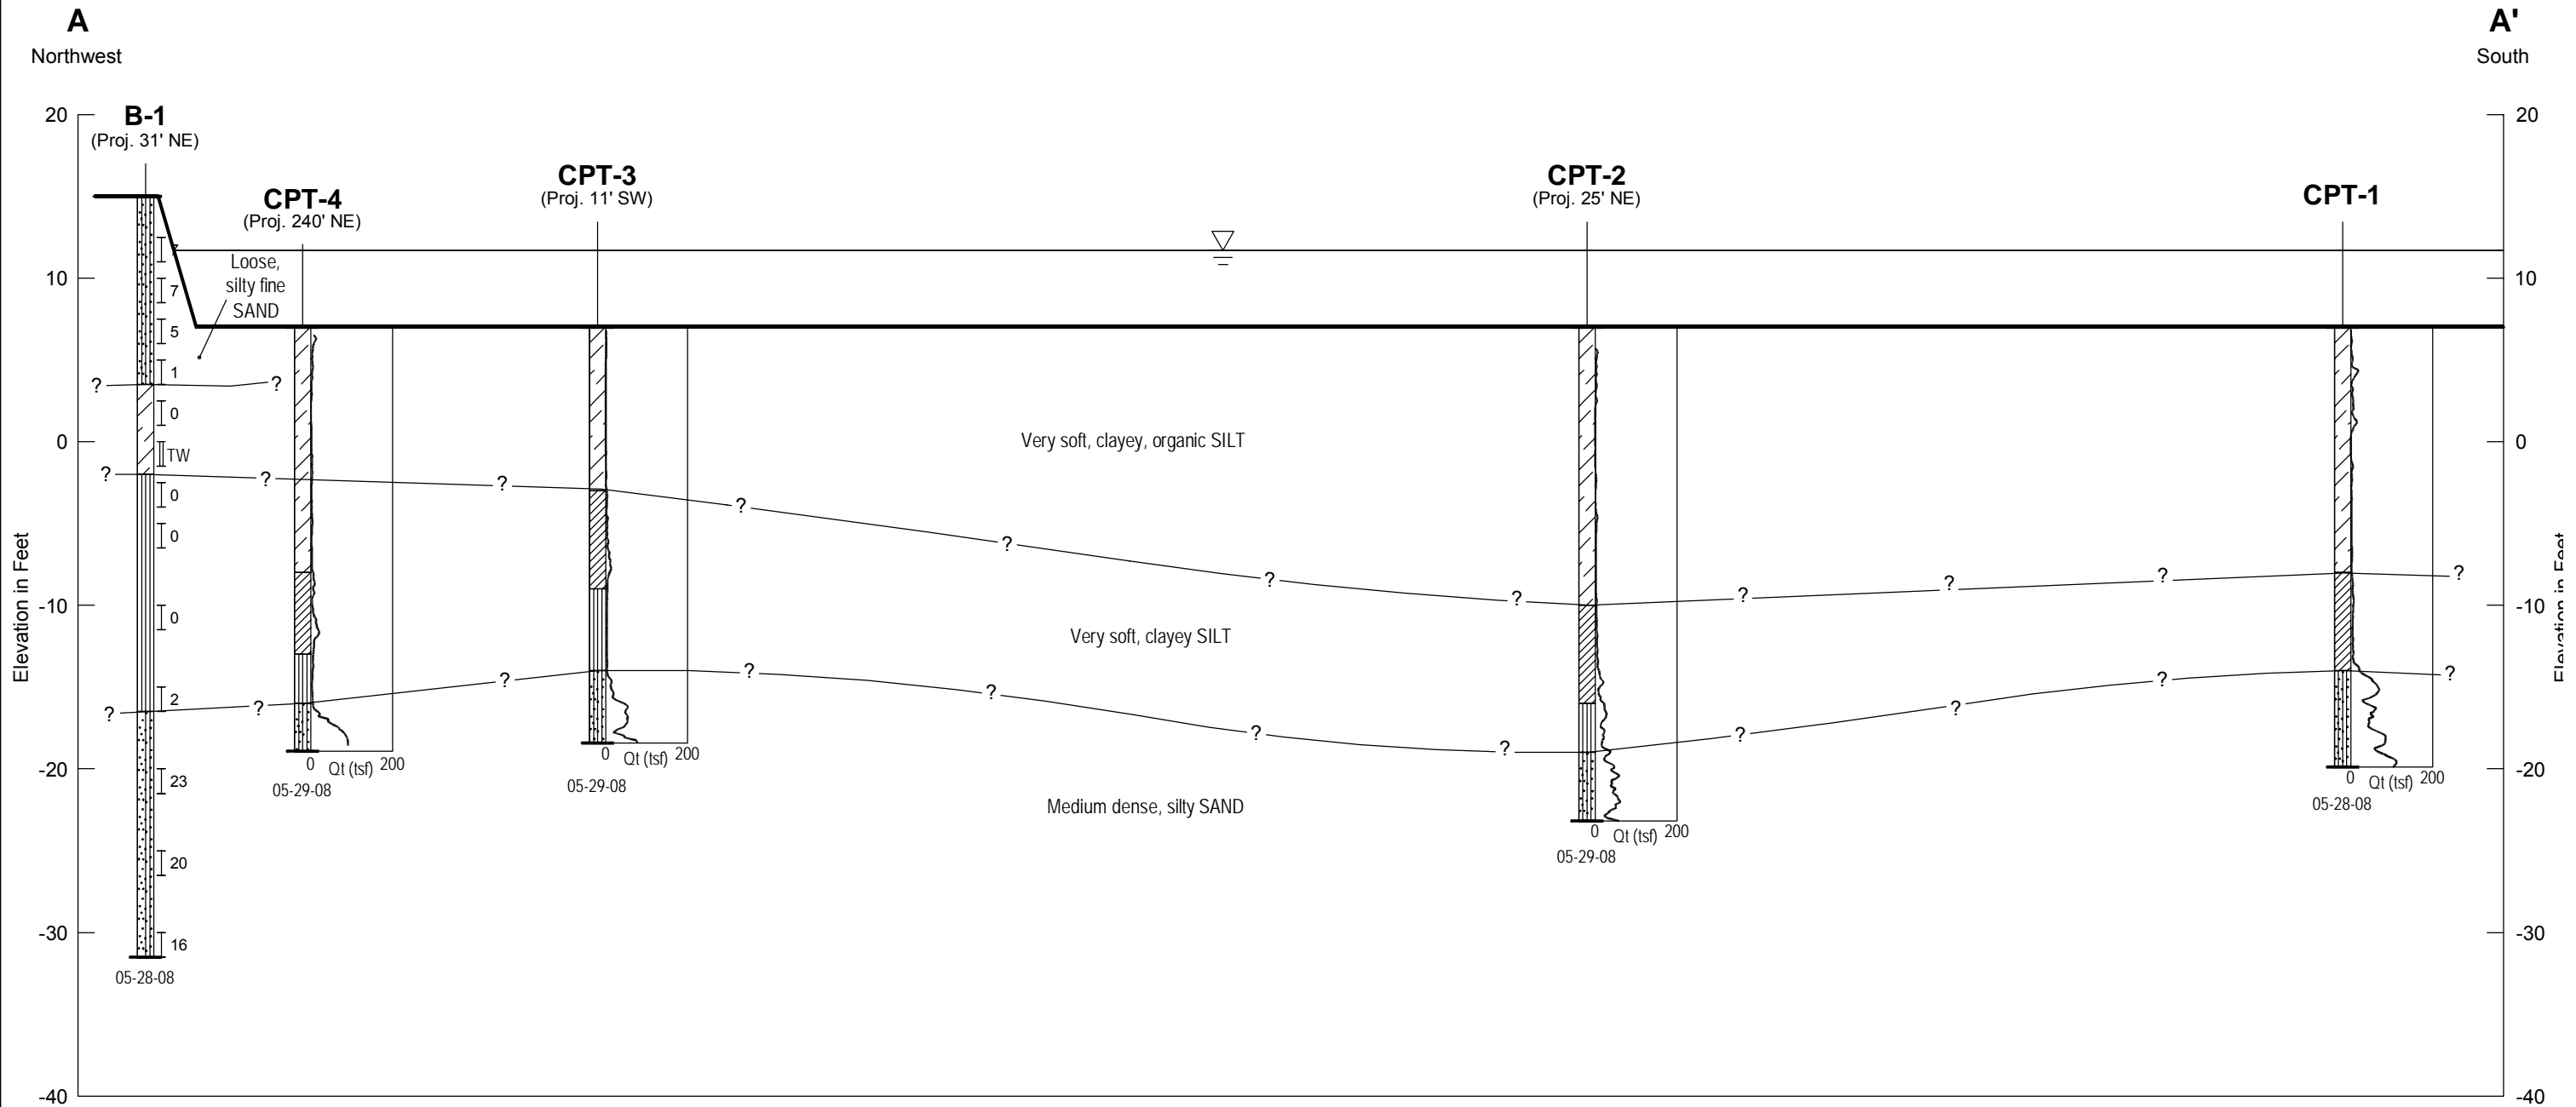 A
Northwest
A'
South
B-1
(Proj. 31' NE)
CPT-4
(Proj. 240' NE)
CPT-3
(Proj. 11' SW)
CPT-2
(Proj. 25' NE)
CPT-1
20
10
0
-10
-20
-30
-40
Elevation in Feet
7
7
5
1
0
TW
0
0
0
2
23
20
16
05-28-08
Loose,
silty fine
SAND
? ?
Very soft, clayey, organic SILT
? ? ? ? ? ? ? ? ? ? ?
Very soft, clayey SILT
? ? ? ? ? ? ? ? ? ? ?
Medium dense, silty SAND
0 Qt (tsf) 200
05-29-08
0 Qt (tsf) 200
05-29-08
0 Qt (tsf) 200
05-29-08
0 Qt (tsf) 200
05-28-08
20
10
0
-10
-20
-30
-40
Elevation in Feet